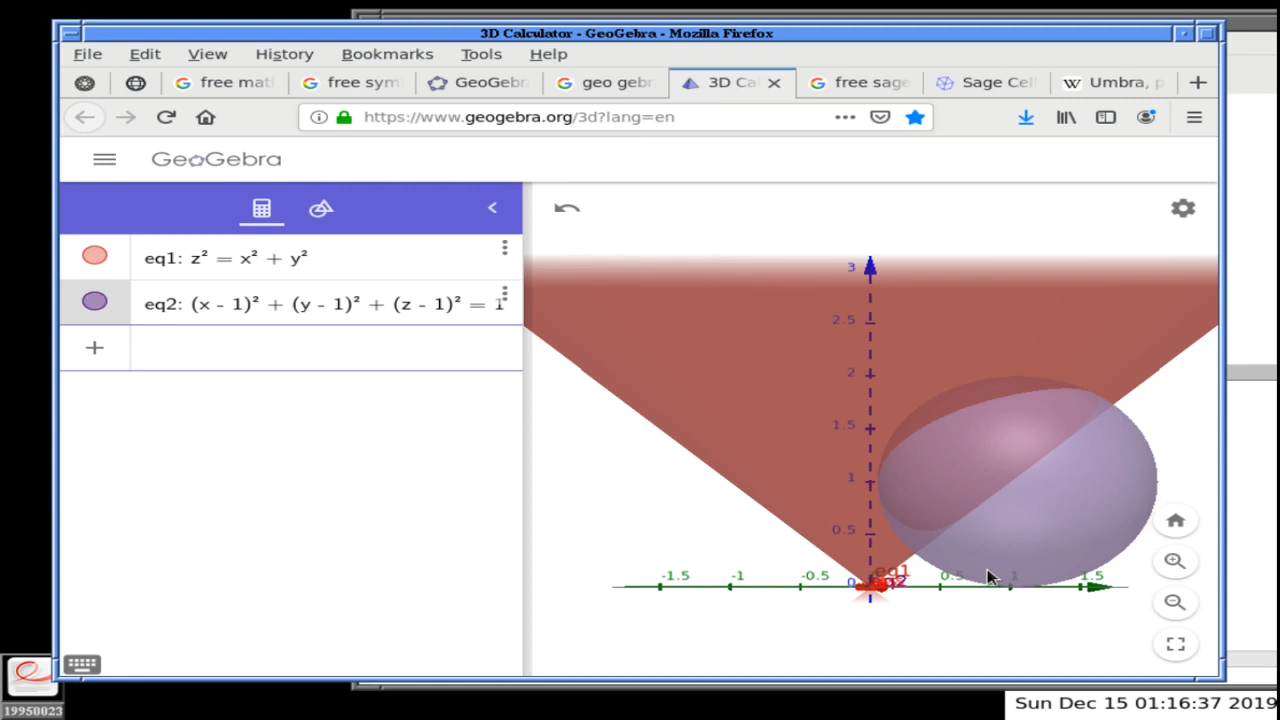 3D Calculator - GeoGebra - Mozilla Firefox
File Edit View History Bookmarks Tools Help
free mat free sym GeoGebr geo gebr 3D Cal free sage Sage Cell Umbra, p
https://www.geogebra.org/3d?lang=en
GeoGebra
eq1: z² = x² + y²
eq2: (x - 1)² + (y - 1)² + (z - 1)² = 1
3
2.5
2
1.5
1
0.5
eq1
-1.5 -1 -0.5 0 0.5 1 1.5
19950023
Sun Dec 15 01:16:37 2019